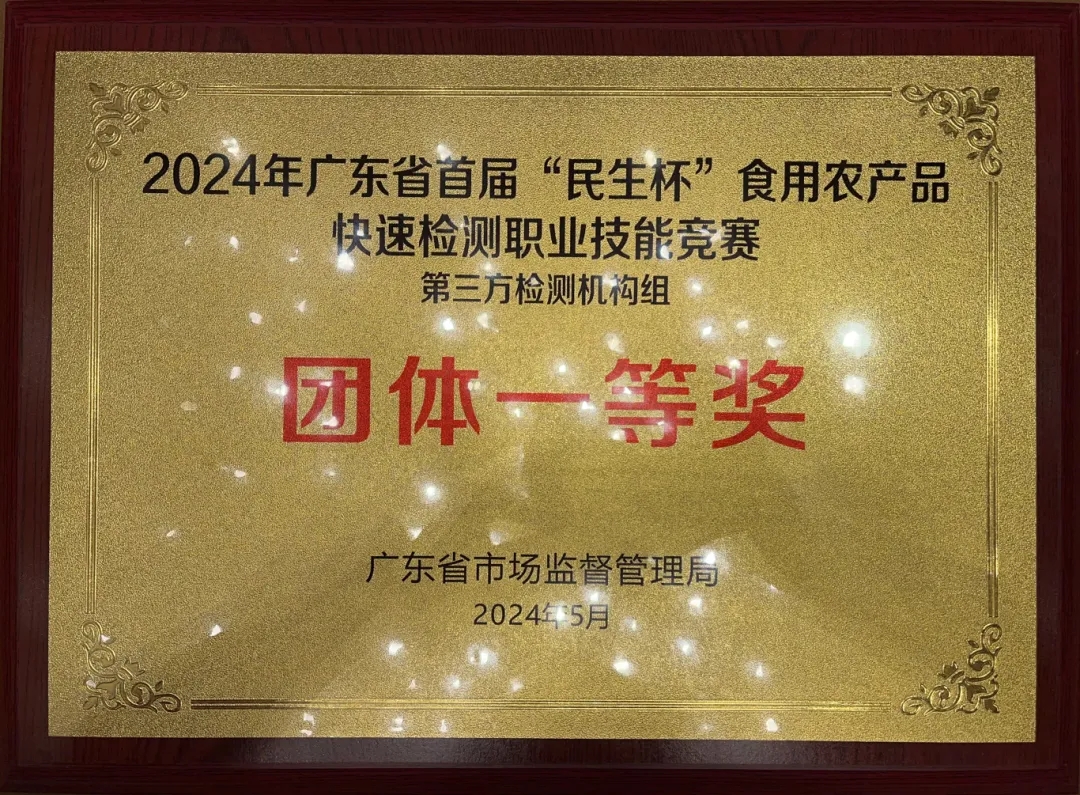 2024年广东省首届“民生杯”食用农产品
快速检测职业技能竞赛
第三方检测机构组
团体一等奖
广东省市场监督管理局
2024年5月